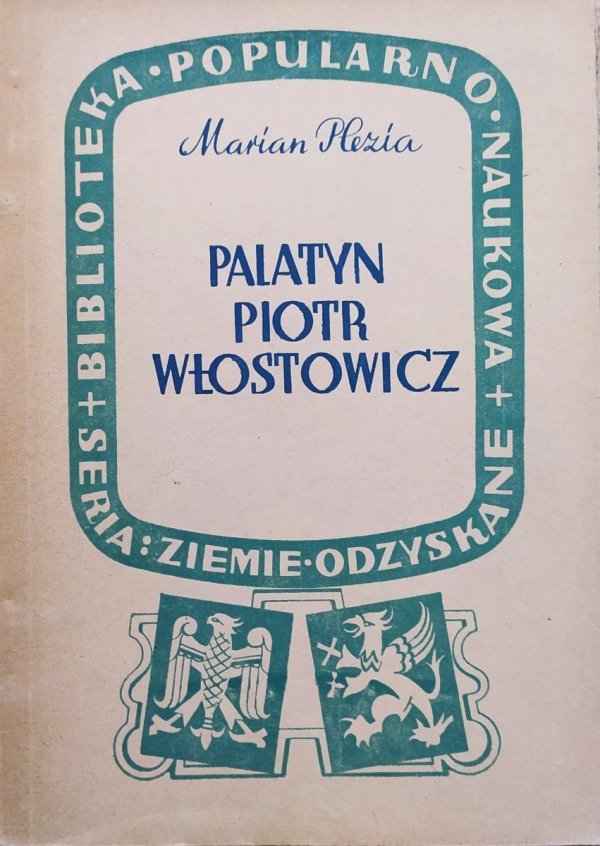 BIBLIOTEKA · POPULARNO · NAUKOWA +
SERIA: ZIEMIE · ODZYSKANE +
Marian Plezia
PALATYN
PIOTR
WŁOSTOWICZ